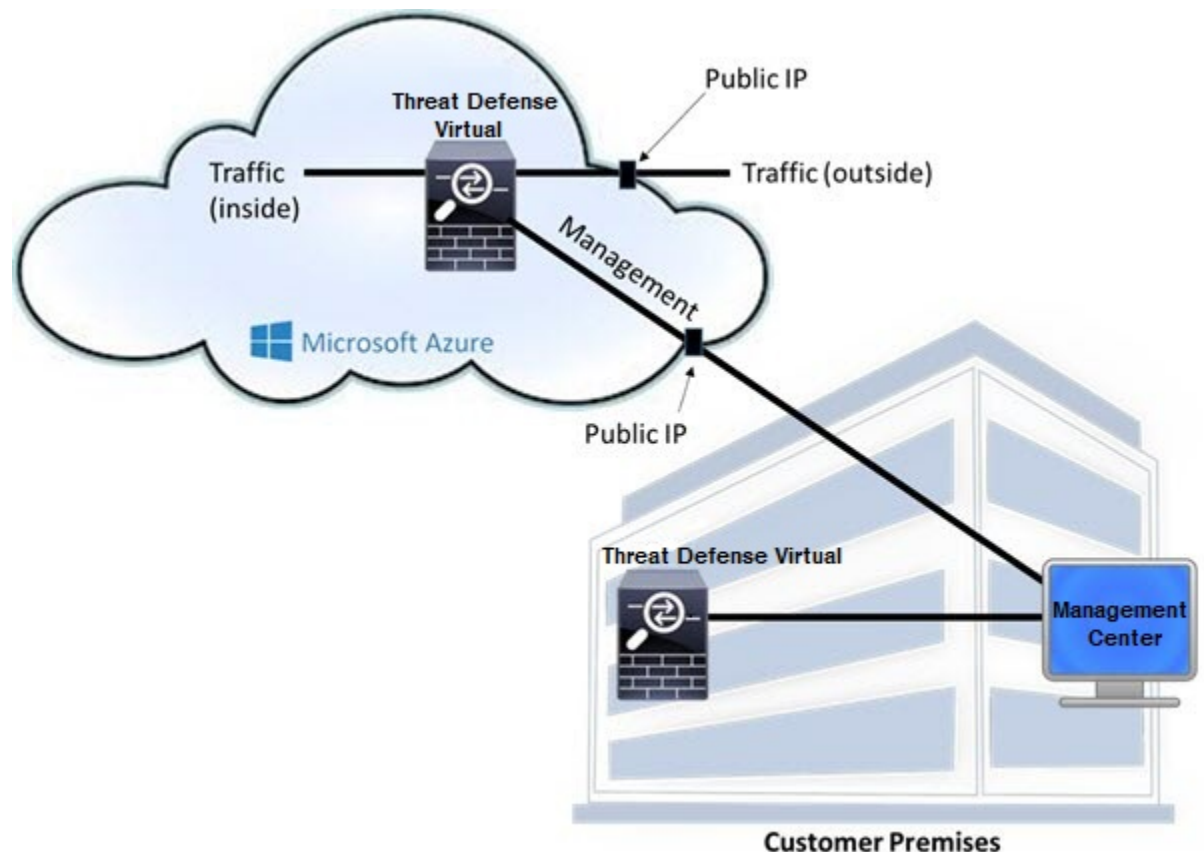 Public IP
Threat Defense
Virtual
Traffic
(inside)
Traffic (outside)
Management
Microsoft Azure
Public IP
Threat Defense Virtual
Management
Center
Customer Premises